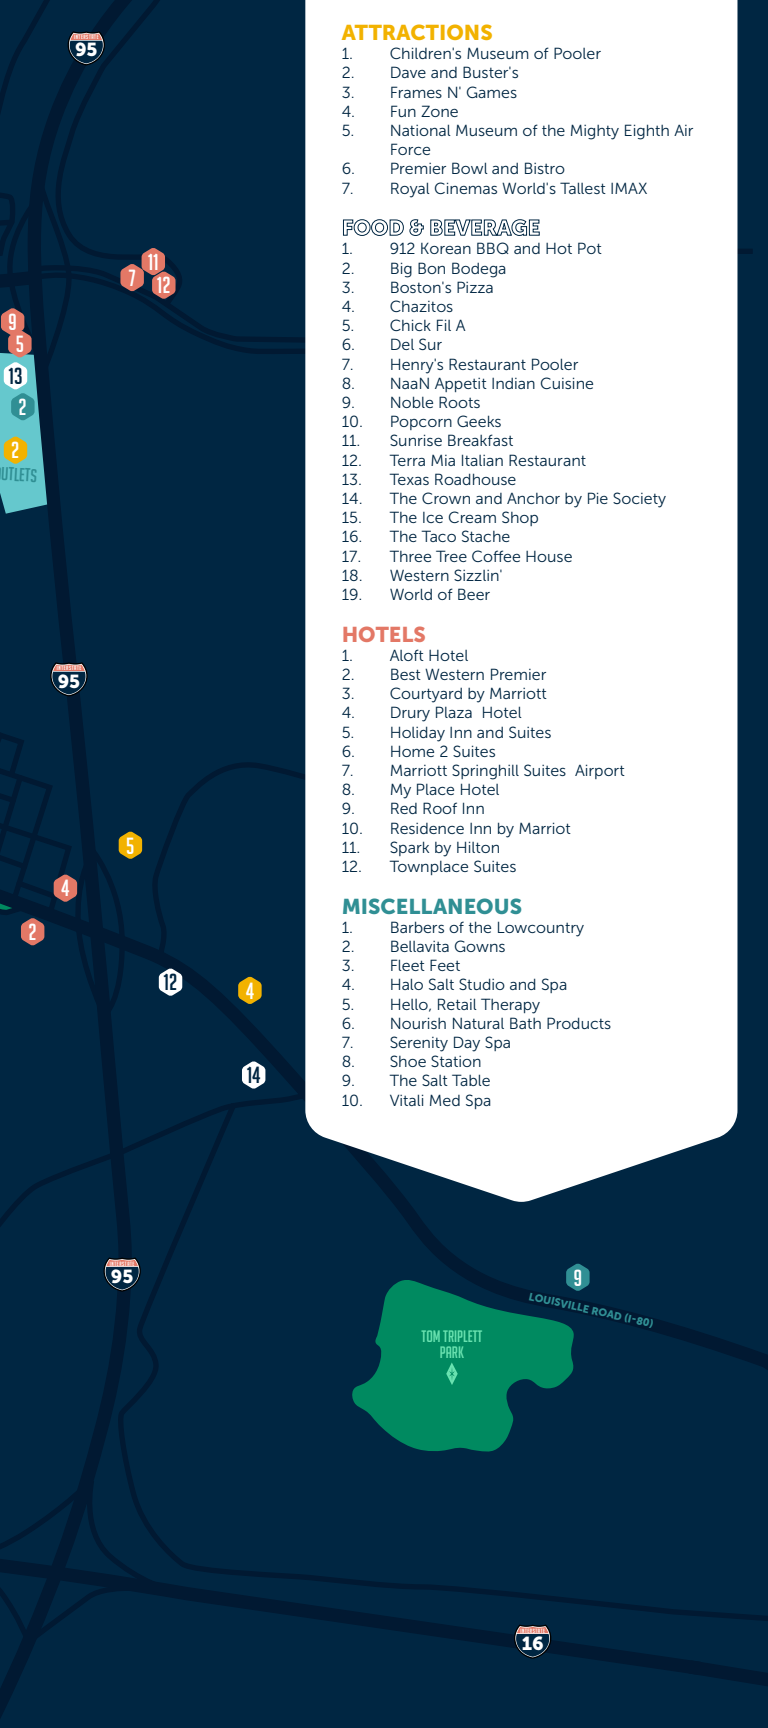 ATTRACTIONS
1. Children's Museum of Pooler
2. Dave and Buster's
3. Frames N' Games
4. Fun Zone
5. National Museum of the Mighty Eighth Air
Force
6. Premier Bowl and Bistro
7. Royal Cinemas World's Tallest IMAX
FOOD & BEVERAGE
1. 912 Korean BBQ and Hot Pot
2. Big Bon Bodega
3. Boston's Pizza
4. Chazitos
5. Chick Fil A
6. Del Sur
7. Henry's Restaurant Pooler
8. NaaN Appetit Indian Cuisine
9. Noble Roots
10. Popcorn Geeks
11. Sunrise Breakfast
12. Terra Mia Italian Restaurant
13. Texas Roadhouse
14. The Crown and Anchor by Pie Society
15. The Ice Cream Shop
16. The Taco Stache
17. Three Tree Coffee House
18. Western Sizzlin'
19. World of Beer
HOTELS
1. Aloft Hotel
2. Best Western Premier
3. Courtyard by Marriott
4. Drury Plaza  Hotel
5. Holiday Inn and Suites
6. Home 2 Suites
7. Marriott Springhill Suites  Airport
8. My Place Hotel
9. Red Roof Inn
10. Residence Inn by Marriot
11. Spark by Hilton
12. Townplace Suites
MISCELLANEOUS
1. Barbers of the Lowcountry
2. Bellavita Gowns
3. Fleet Feet
4. Halo Salt Studio and Spa
5. Hello, Retail Therapy
6. Nourish Natural Bath Products
7. Serenity Day Spa
8. Shoe Station
9. The Salt Table
10. Vitali Med Spa
INTERSTATE
95
11
7
12
9
5
13
2
2
UTLETS
INTERSTATE
95
5
4
2
12
4
14
INTERSTATE
95
9
LOUISVILLE ROAD (I-80)
TOM TRIPLETT
PARK
INTERSTATE
16